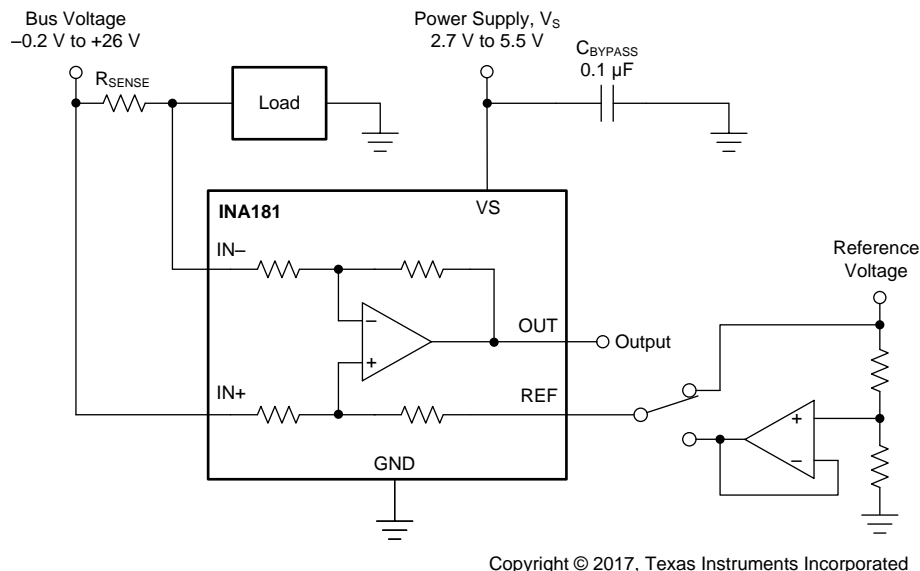 Bus Voltage
–0.2 V to +26 V
RSENSE
Load
Power Supply, VS
2.7 V to 5.5 V
CBYPASS
0.1 µF
INA181
VS
IN–
–
+
OUT
Output
IN+
REF
GND
Reference
Voltage
+
–
Copyright © 2017, Texas Instruments Incorporated